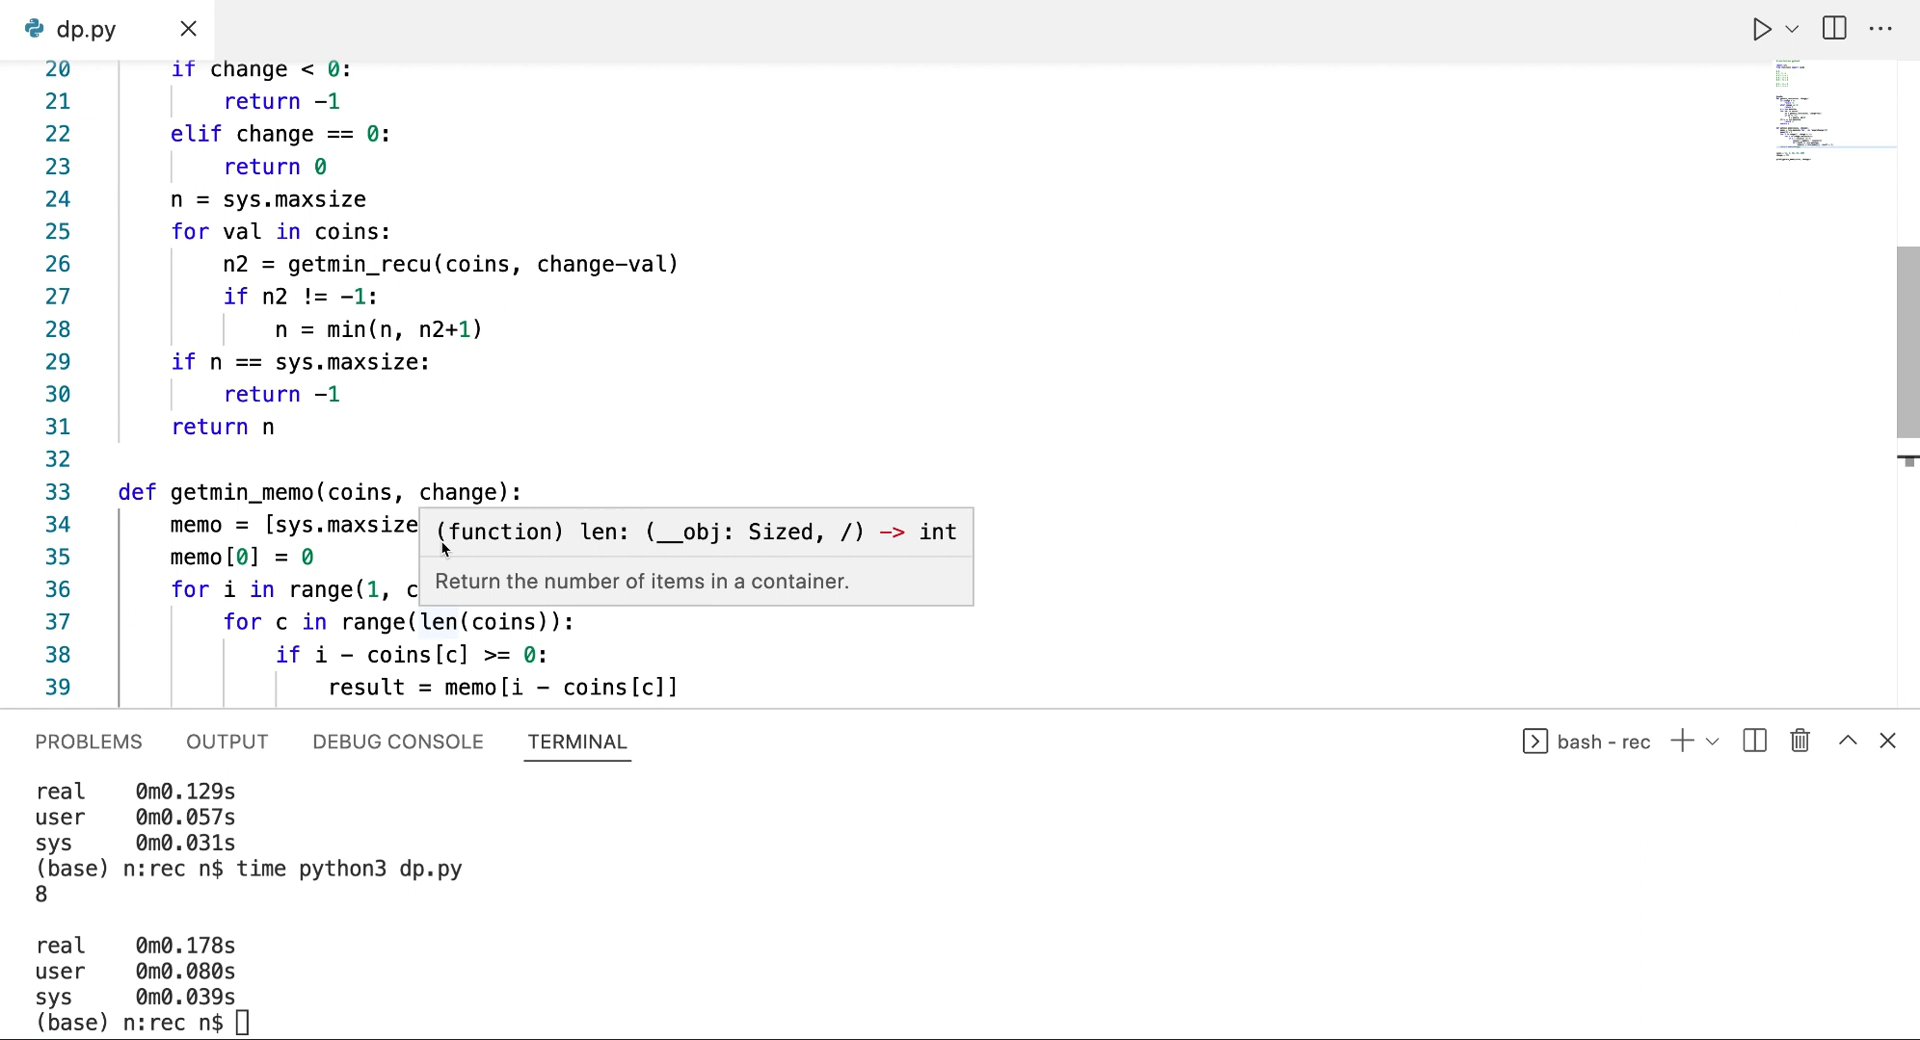 dp.py
20 if change < 0:
21 return -1
22 elif change == 0:
23 return 0
24 n = sys.maxsize
25 for val in coins:
26 n2 = getmin_recu(coins, change-val)
27 if n2 != -1:
28 n = min(n, n2+1)
29 if n == sys.maxsize:
30 return -1
31 return n
32
33 def getmin_memo(coins, change):
34 memo = [sys.maxsize
(function) len: (__obj: Sized, /) -> int
35 memo[0] = 0
Return the number of items in a container.
36 for i in range(1, c
37 for c in range(len(coins)):
38 if i - coins[c] >= 0:
39 result = memo[i - coins[c]]
PROBLEMS OUTPUT DEBUG CONSOLE TERMINAL bash - rec
real 0m0.129s
user 0m0.057s
sys 0m0.031s
(base) n:rec n$ time python3 dp.py
8
real 0m0.178s
user 0m0.080s
sys 0m0.039s
(base) n:rec n$